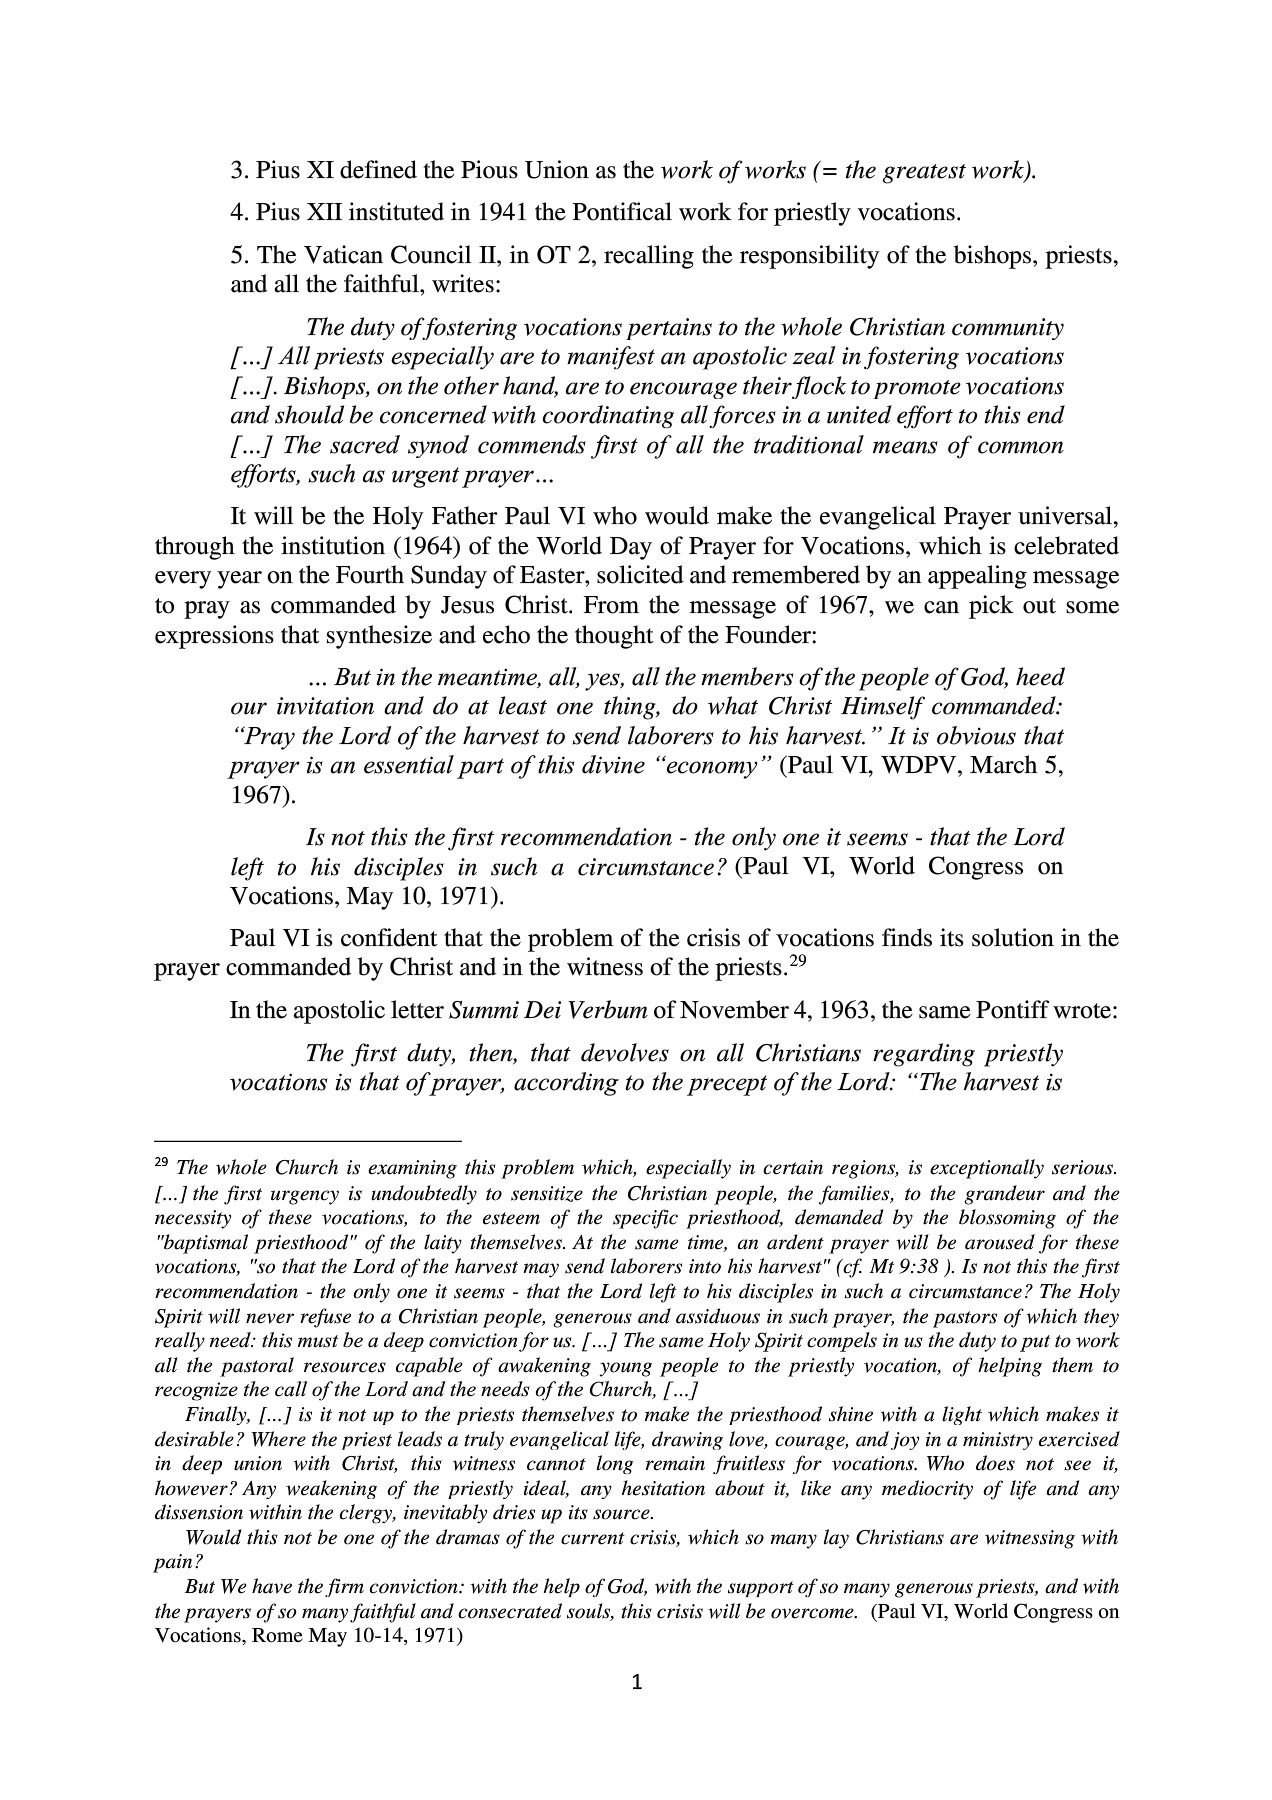 3. Pius XI defined the Pious Union as the work of works (= the greatest work).
4. Pius XII instituted in 1941 the Pontifical work for priestly vocations.
5. The Vatican Council II, in OT 2, recalling the responsibility of the bishops, priests,
and all the faithful, writes:
The duty of fostering vocations pertains to the whole Christian community
[...] All priests especially are to manifest an apostolic zeal in fostering vocations
[...]. Bishops, on the other hand, are to encourage their flock to promote vocations
and should be concerned with coordinating all forces in a united effort to this end
[...] The sacred synod commends first of all the traditional means of common
efforts, such as urgent prayer…
It will be the Holy Father Paul VI who would make the evangelical Prayer universal,
through the institution (1964) of the World Day of Prayer for Vocations, which is celebrated
every year on the Fourth Sunday of Easter, solicited and remembered by an appealing message
to pray as commanded by Jesus Christ. From the message of 1967, we can pick out some
expressions that synthesize and echo the thought of the Founder:
... But in the meantime, all, yes, all the members of the people of God, heed
our invitation and do at least one thing, do what Christ Himself commanded:
“Pray the Lord of the harvest to send laborers to his harvest.” It is obvious that
prayer is an essential part of this divine “economy” (Paul VI, WDPV, March 5,
1967).
Is not this the first recommendation - the only one it seems - that the Lord
left to his disciples in such a circumstance? (Paul VI, World Congress on
Vocations, May 10, 1971).
Paul VI is confident that the problem of the crisis of vocations finds its solution in the
prayer commanded by Christ and in the witness of the priests.29
In the apostolic letter Summi Dei Verbum of November 4, 1963, the same Pontiff wrote:
The first duty, then, that devolves on all Christians regarding priestly
vocations is that of prayer, according to the precept of the Lord: “The harvest is
29 The whole Church is examining this problem which, especially in certain regions, is exceptionally serious.
[...] the first urgency is undoubtedly to sensitize the Christian people, the families, to the grandeur and the
necessity of these vocations, to the esteem of the specific priesthood, demanded by the blossoming of the
"baptismal priesthood" of the laity themselves. At the same time, an ardent prayer will be aroused for these
vocations, "so that the Lord of the harvest may send laborers into his harvest" (cf. Mt 9:38 ). Is not this the first
recommendation - the only one it seems - that the Lord left to his disciples in such a circumstance? The Holy
Spirit will never refuse to a Christian people, generous and assiduous in such prayer, the pastors of which they
really need: this must be a deep conviction for us. [...] The same Holy Spirit compels in us the duty to put to work
all the pastoral resources capable of awakening young people to the priestly vocation, of helping them to
recognize the call of the Lord and the needs of the Church, [...]
Finally, [...] is it not up to the priests themselves to make the priesthood shine with a light which makes it
desirable? Where the priest leads a truly evangelical life, drawing love, courage, and joy in a ministry exercised
in deep union with Christ, this witness cannot long remain fruitless for vocations. Who does not see it,
however? Any weakening of the priestly ideal, any hesitation about it, like any mediocrity of life and any
dissension within the clergy, inevitably dries up its source.
Would this not be one of the dramas of the current crisis, which so many lay Christians are witnessing with
pain?
But We have the firm conviction: with the help of God, with the support of so many generous priests, and with
the prayers of so many faithful and consecrated souls, this crisis will be overcome. (Paul VI, World Congress on
Vocations, Rome May 10-14, 1971)
1